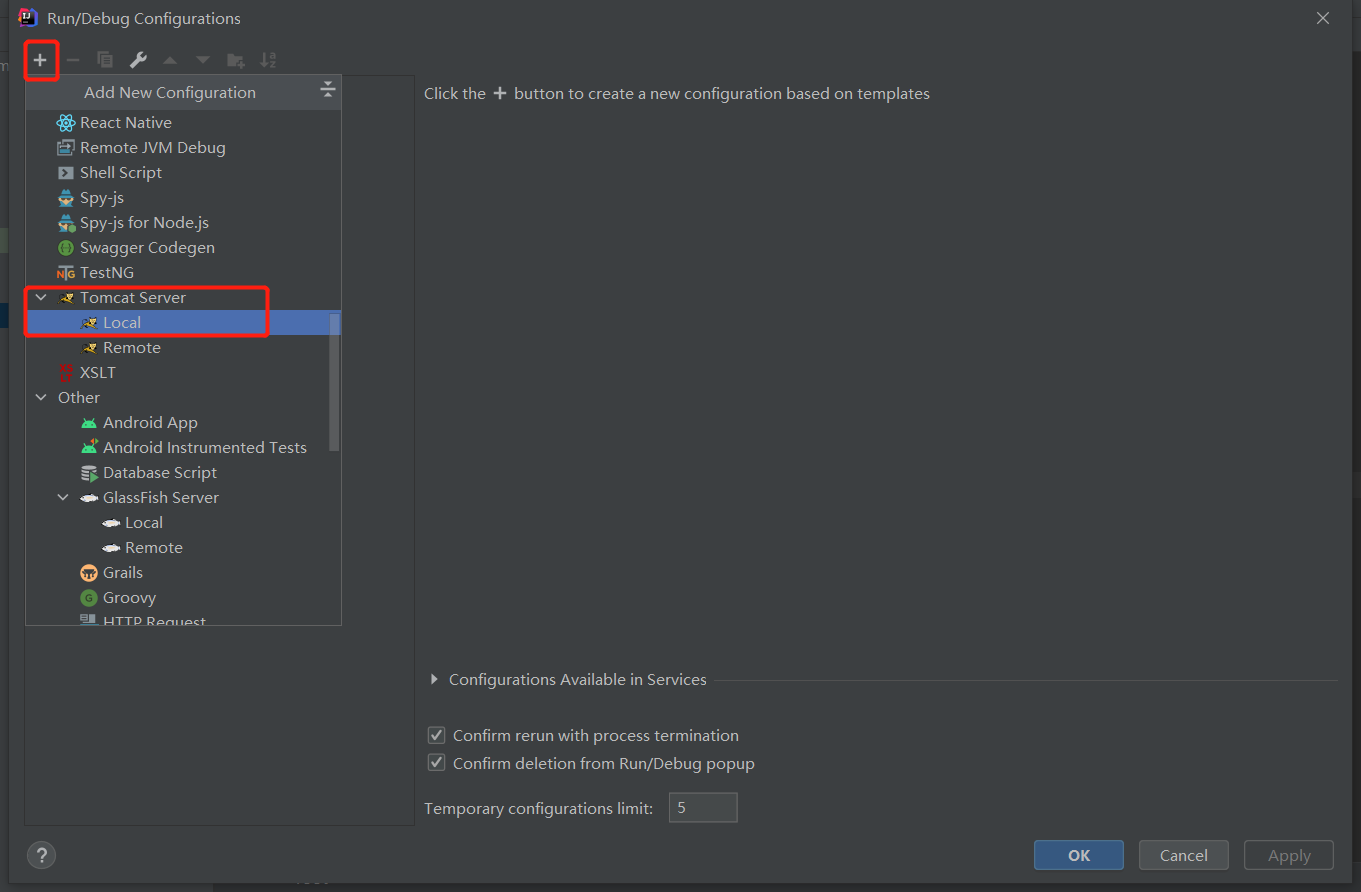 Run/Debug Configurations
Add New Configuration
Click the + button to create a new configuration based on templates
React Native
Remote JVM Debug
Shell Script
Spy-js
Spy-js for Node.js
Swagger Codegen
TestNG
Tomcat Server
Local
Remote
XSLT
Other
Android App
Android Instrumented Tests
Database Script
GlassFish Server
Local
Remote
Grails
Groovy
HTTP Request
Configurations Available in Services
Confirm rerun with process termination
Confirm deletion from Run/Debug popup
Temporary configurations limit: 5
? OK Cancel Apply